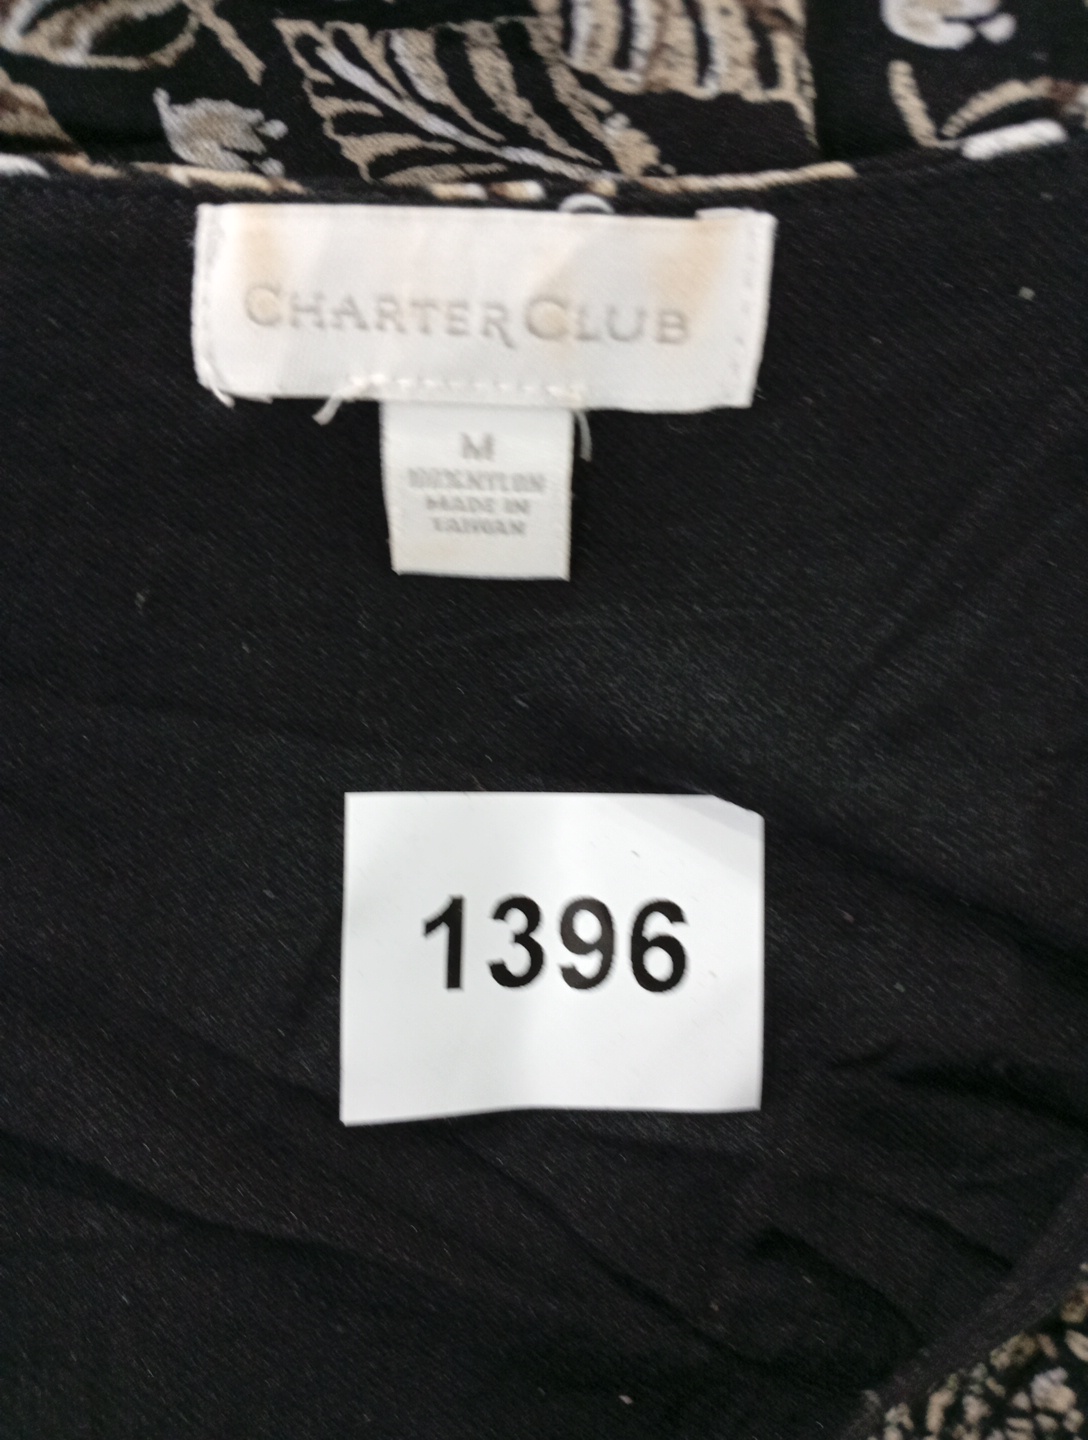 CHARTER CLUB
M
100% NYLON
MADE IN
TAIWAN
1396